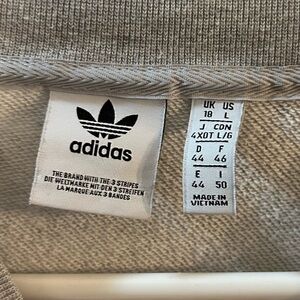 adidas
THE BRAND WITH THE 3 STRIPES
DIE WELTMARKE MIT DEN 3 STREIFEN
LA MARQUE AUX 3 BANDES
UK US
18 L
J CDN
4XOT L/G
D F
44 46
E I
44 50
MADE IN
VIETNAM